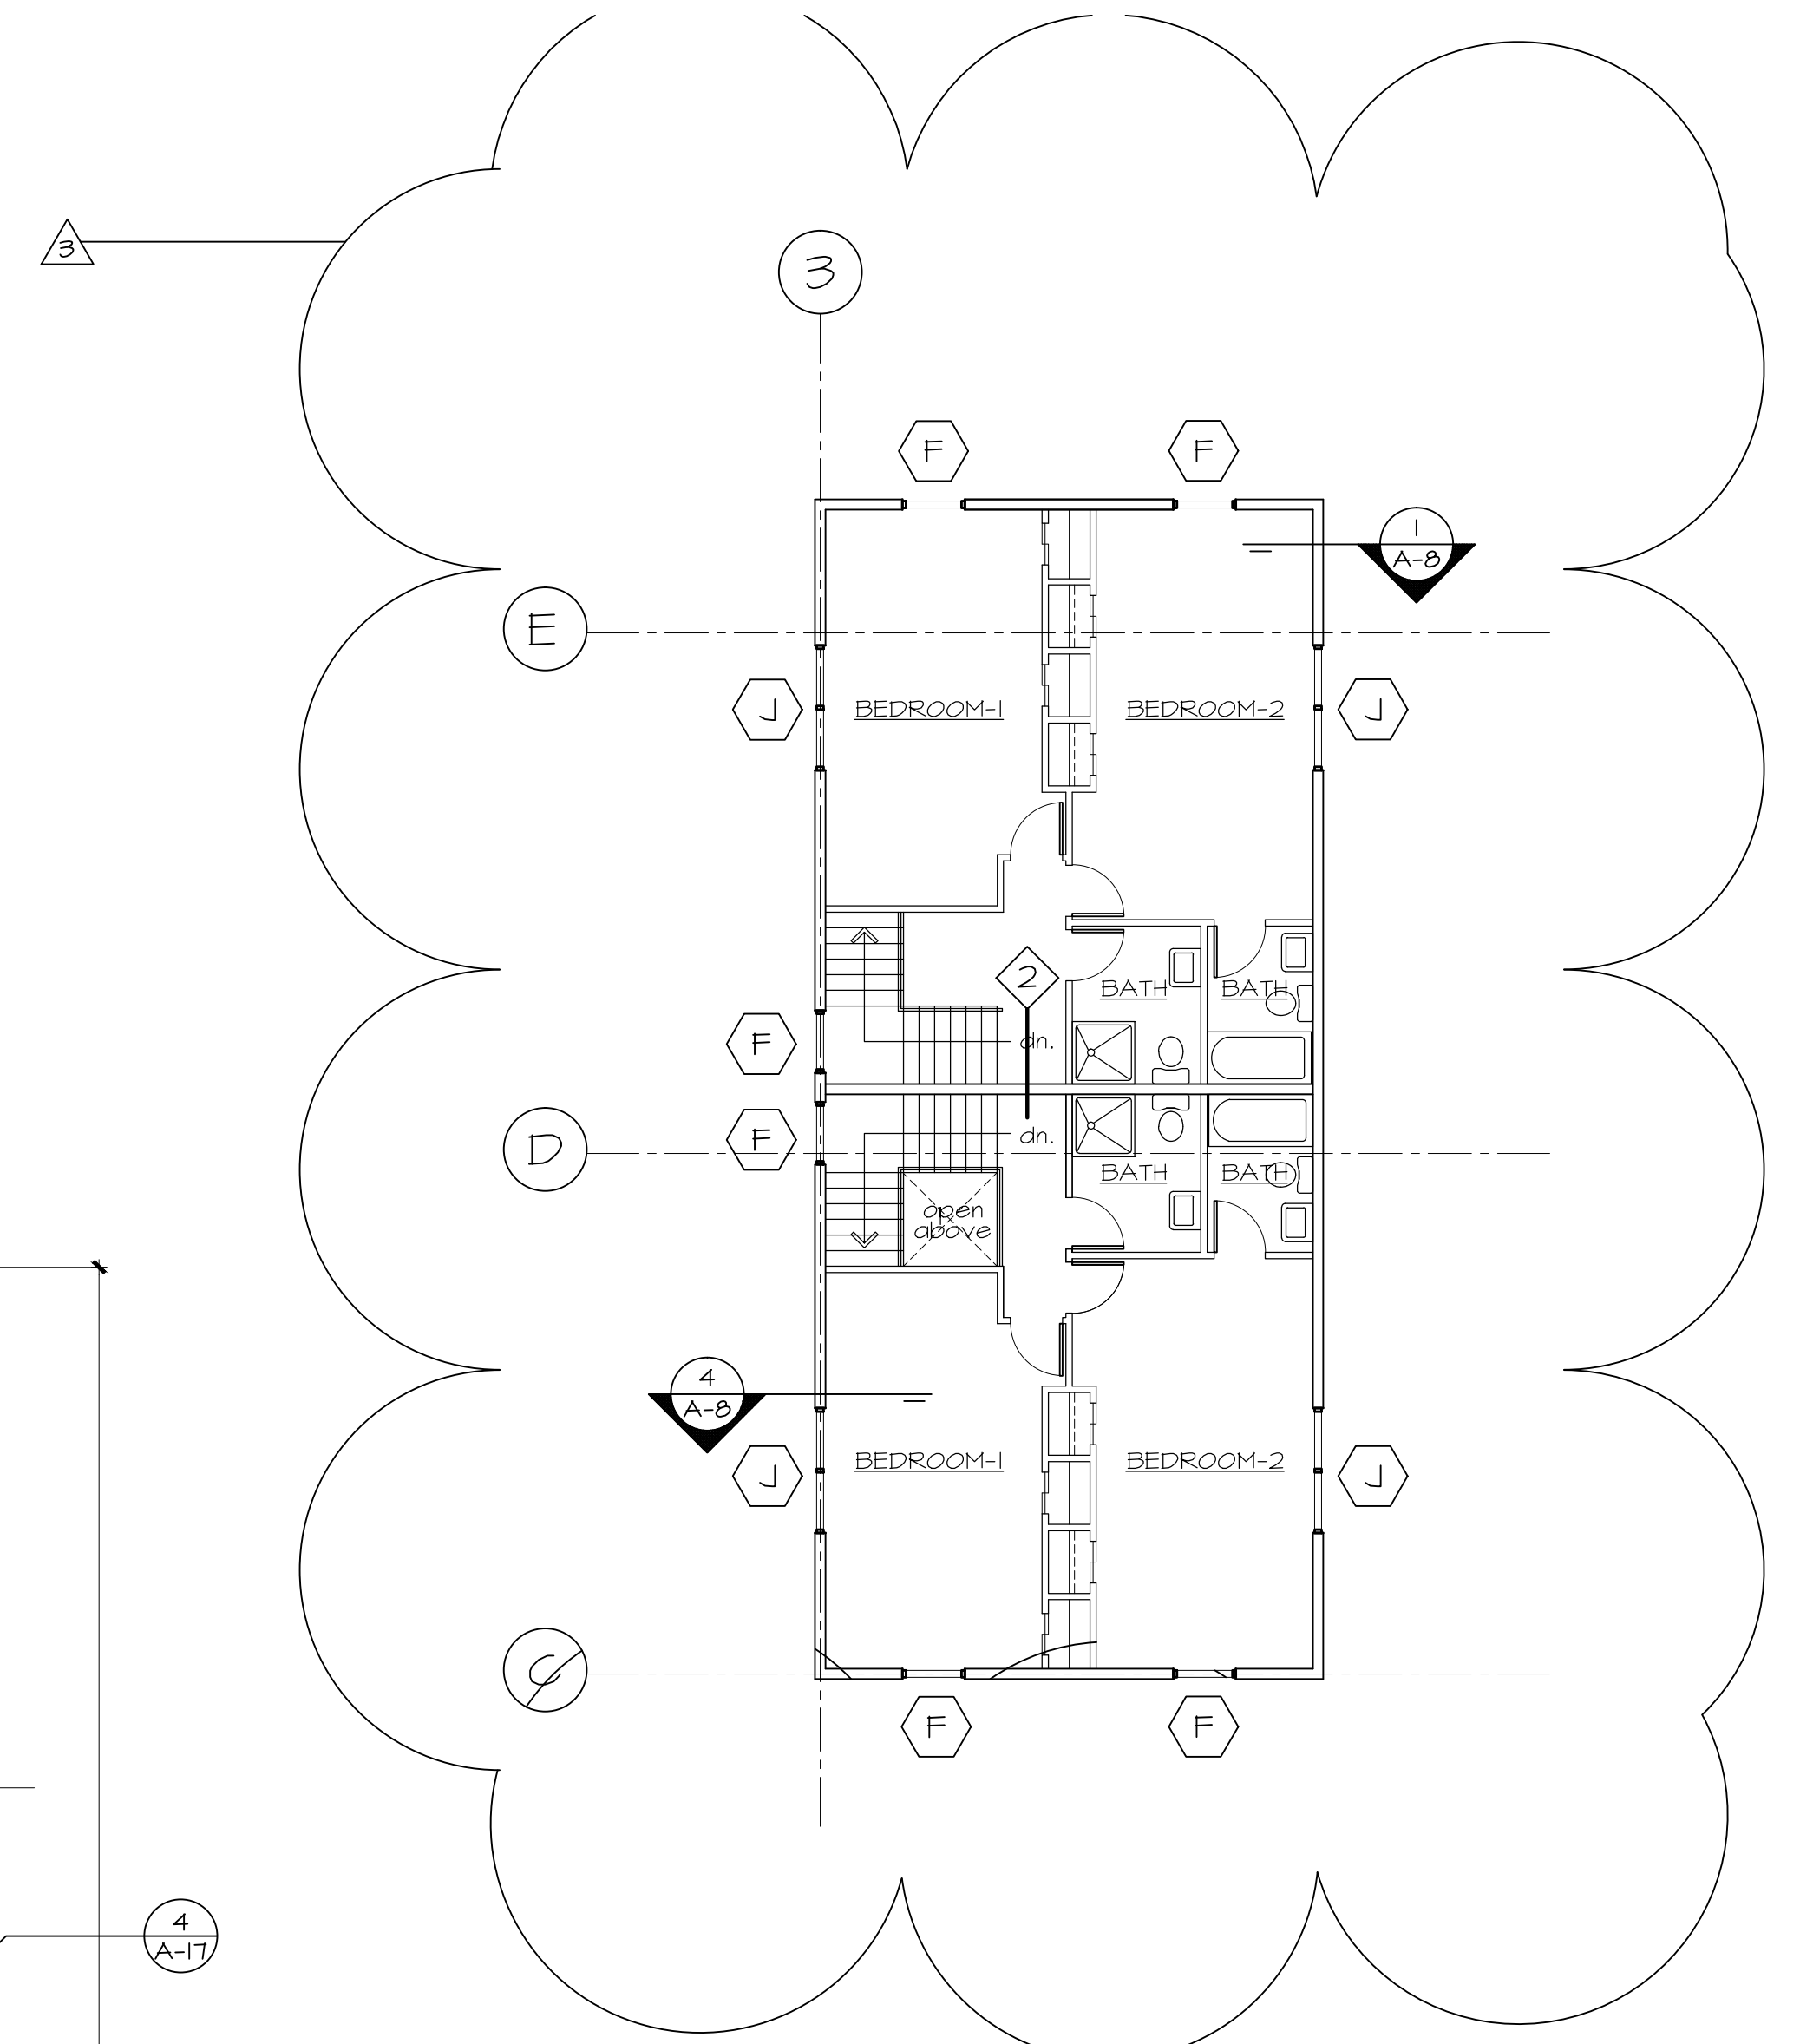 3
3
F
F
1
A-8
E
J
BEDROOM-1
BEDROOM-2
J
2
BATH
BATH
F
dn.
F
dn.
D
BATH
BATH
open
above
4
A-8
J
BEDROOM-1
BEDROOM-2
J
C
F
F
4
A-17